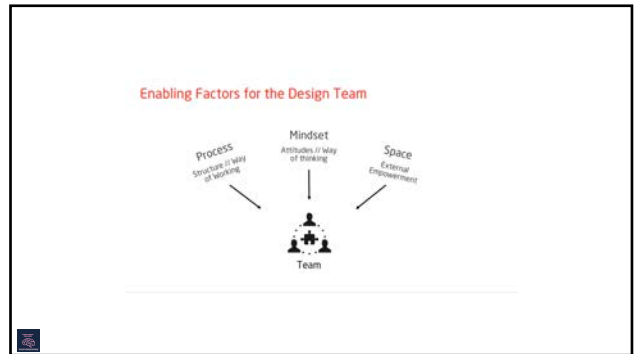 Enabling Factors for the Design Team
Mindset
Attitudes // Way
of thinking
Process
Structure // Way
of Working
Space
External
Empowerment
Team